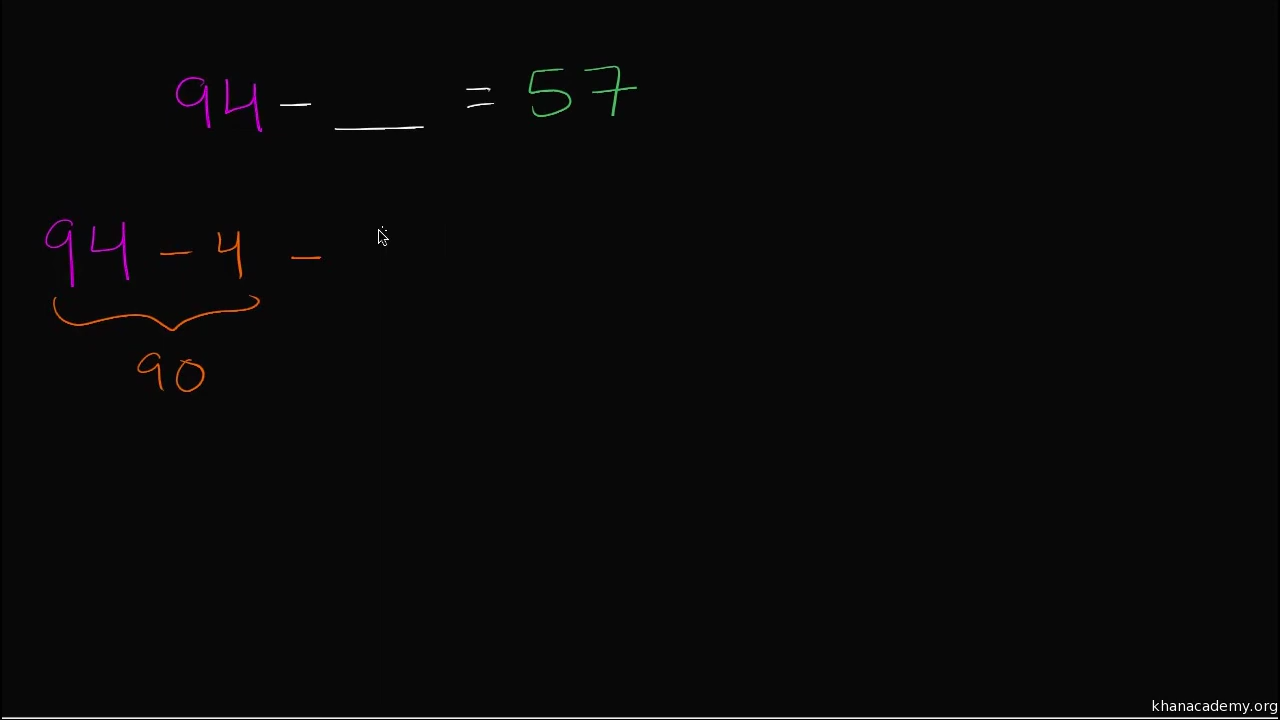 94 - ___ = 57
94 - 4 -
90
khanacademy.org